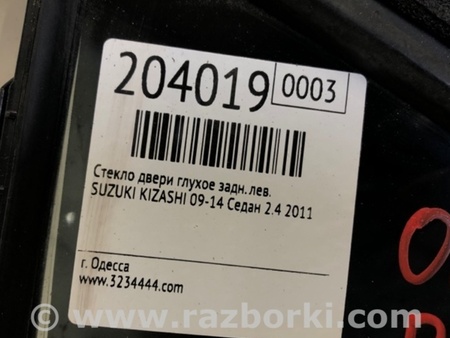 204019 0003
Стекло двери глухое задн. лев.
SUZUKI KIZASHI 09-14 Седан 2.4 2011
г. Одесса
www.3234444.com
www.razborki.com